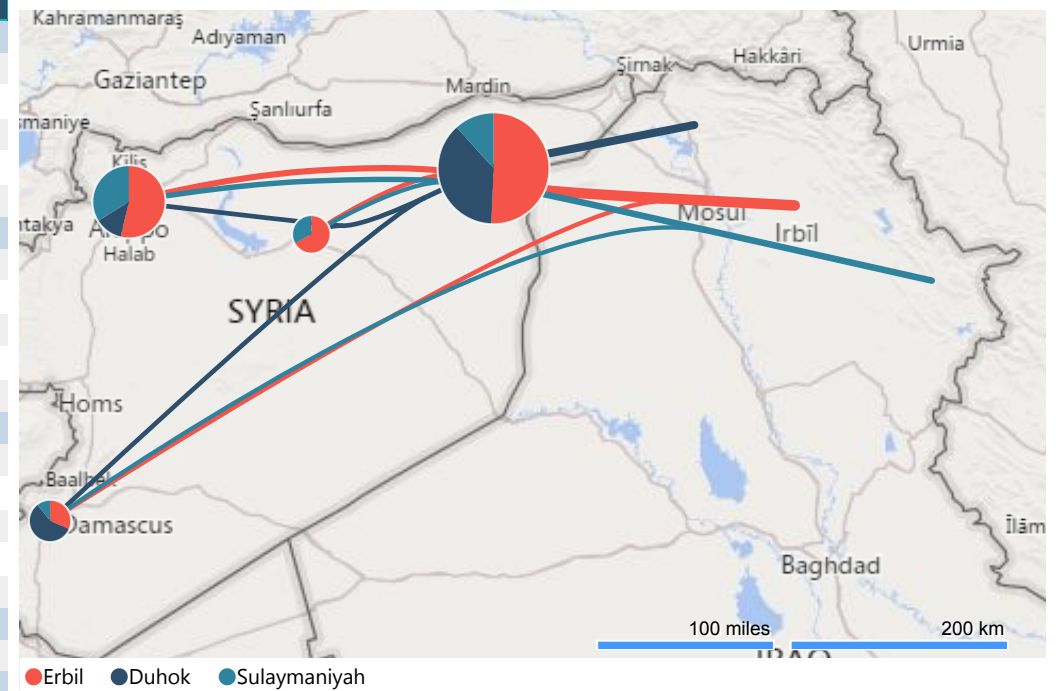 Kahramanmaraş
Adıyaman
Hakkâri
Urmia
Şırnak
Gaziantep
Mardin
Şanlıurfa
smaniye
Kilis
takya
Halab
Mosul
Irbīl
SYRIA
Homs
Baalbek
Damascus
Īlām
Baghdad
100 miles
200 km
IRAQ
Erbil
Duhok
Sulaymaniyah